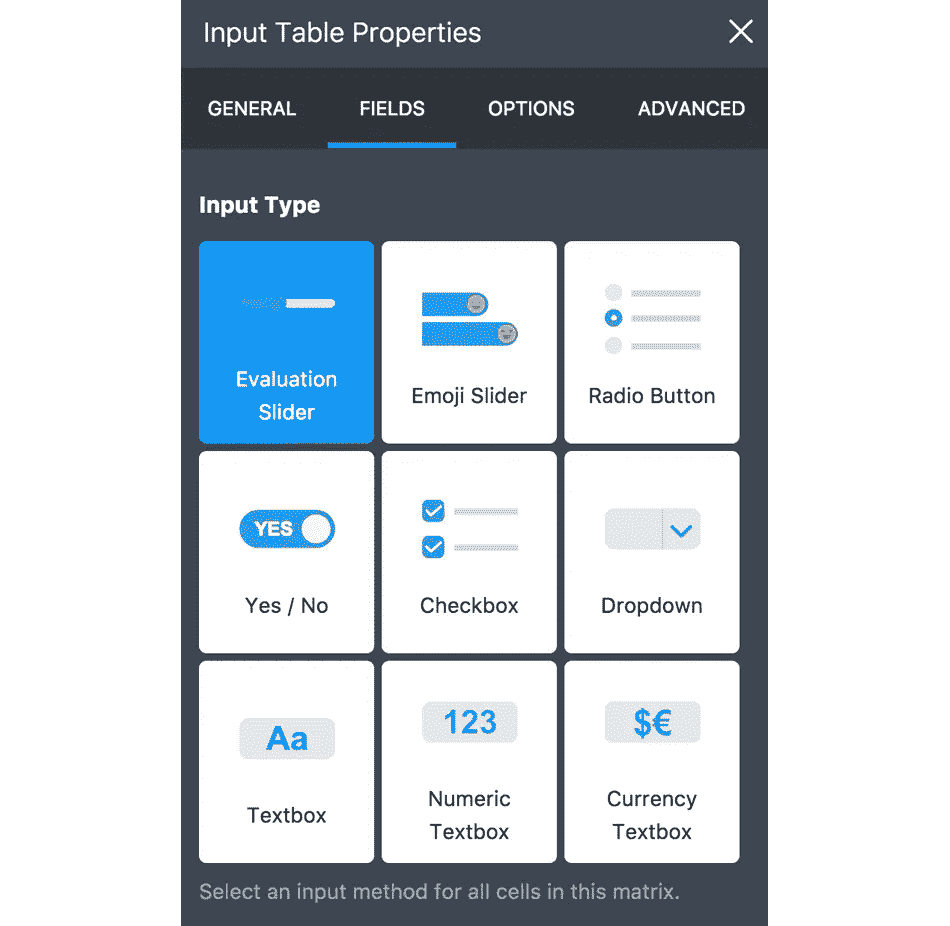 Input Table Properties
GENERAL FIELDS OPTIONS ADVANCED
Input Type
Evaluation
Slider
Emoji Slider
Radio Button
YES
Yes / No
Checkbox
Dropdown
Aa
Textbox
123
Numeric
Textbox
$€
Currency
Textbox
Select an input method for all cells in this matrix.